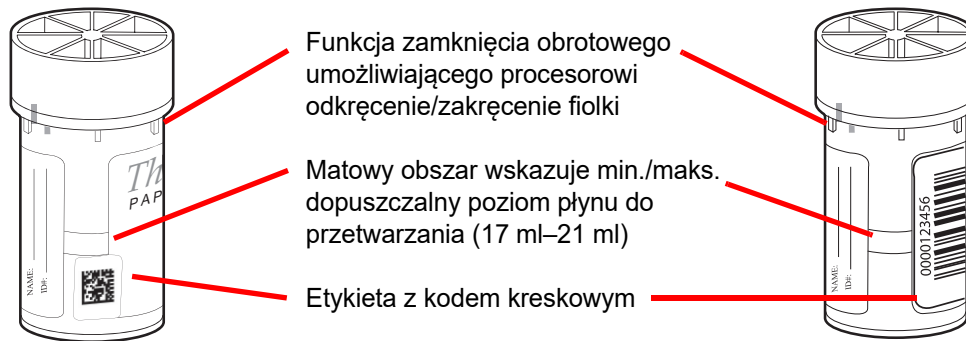 Funkcja zamknięcia obrotowego
umożliwiającego procesorowi
odkręcenie/zakręcenie fiolki
Matowy obszar wskazuje min./maks.
dopuszczalny poziom płynu do
przetwarzania (17 ml–21 ml)
Etykieta z kodem kreskowym
Th
PAP
NAME:
ID#:
NAME:
ID#:
0000123456